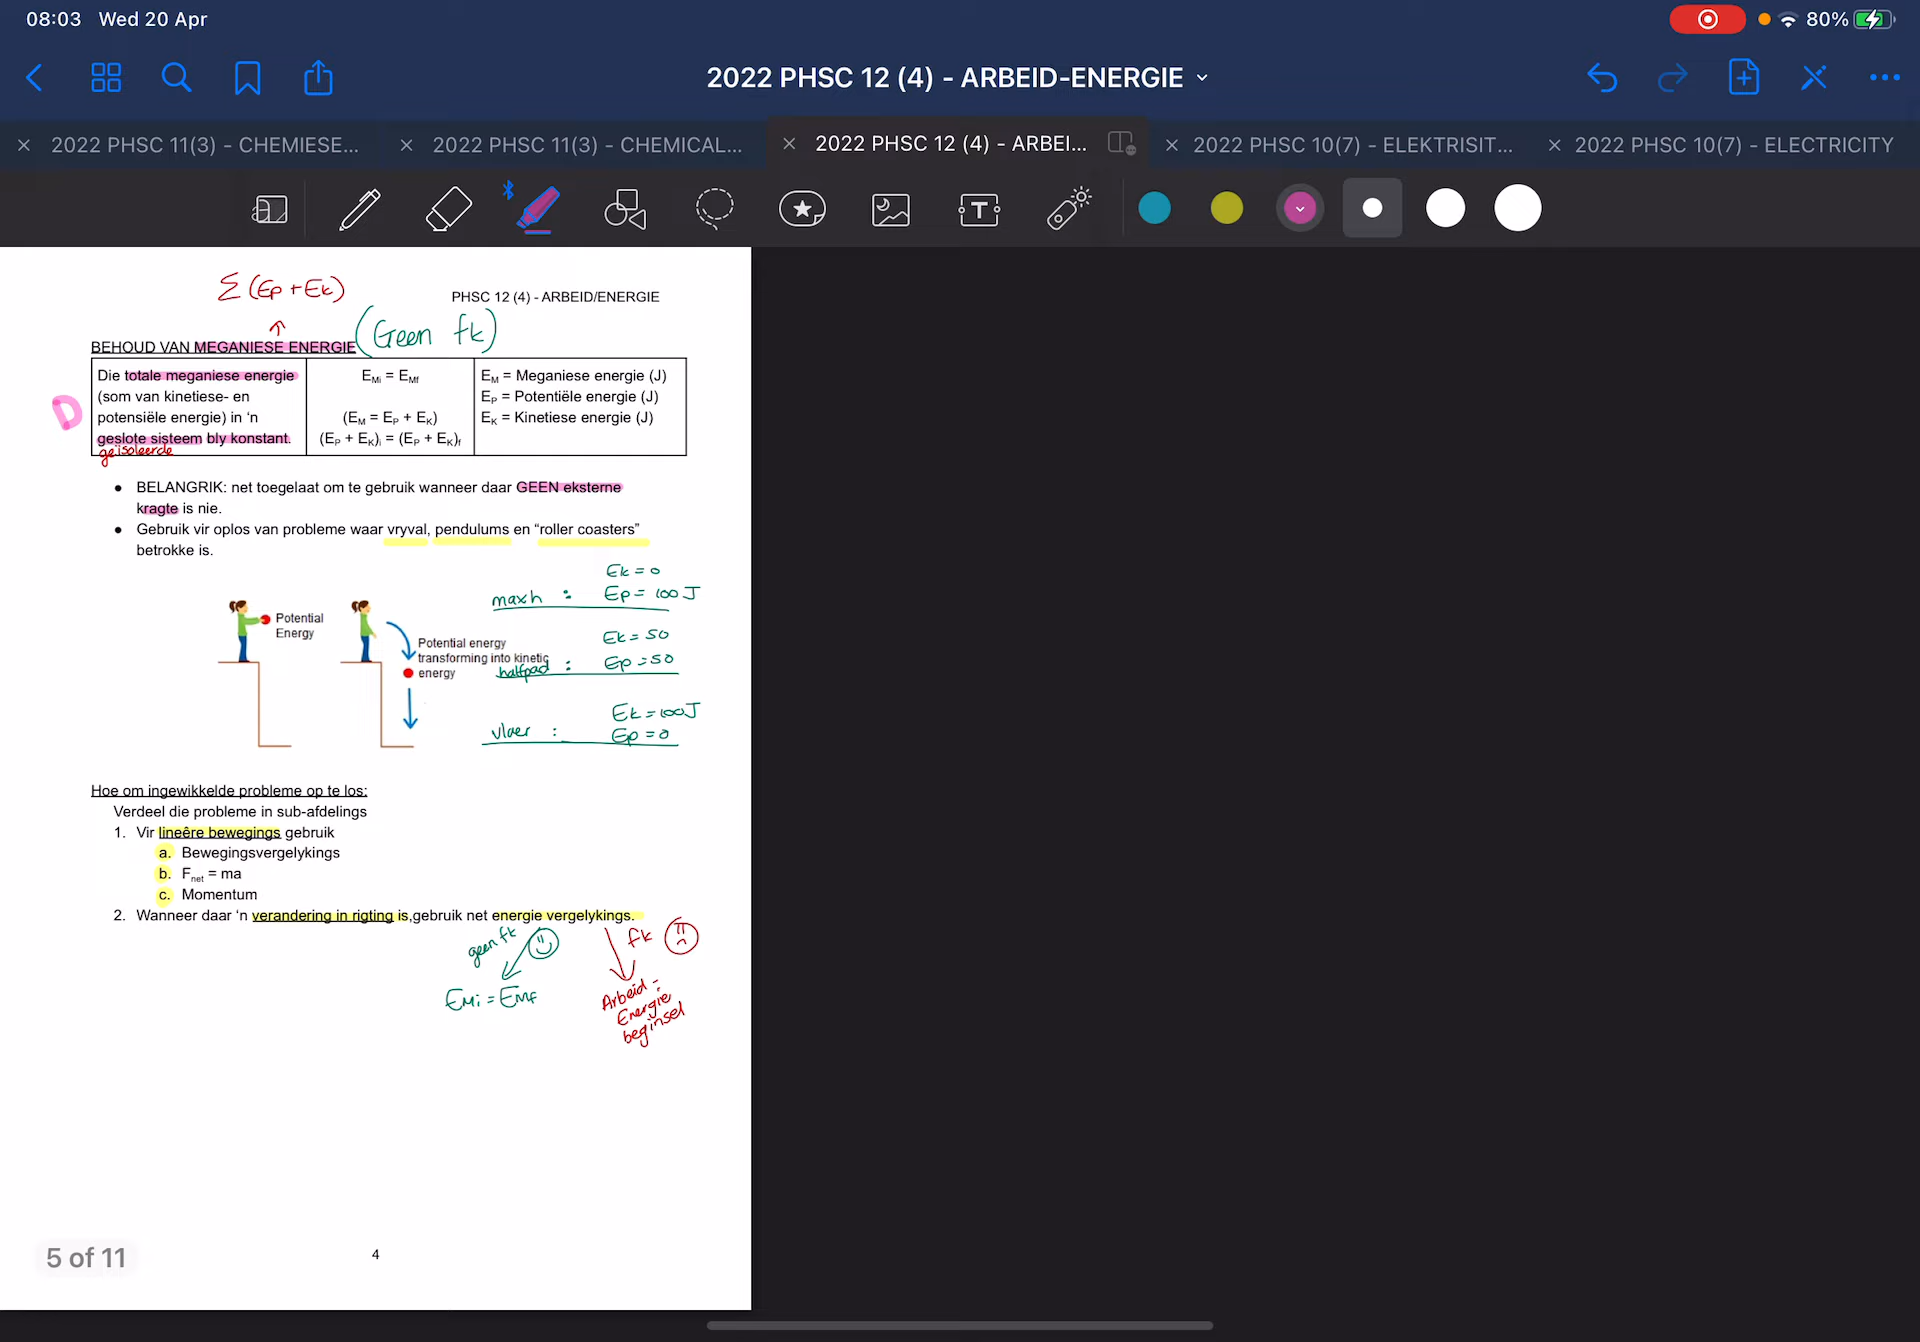 08:03 Wed 20 Apr
80%
2022 PHSC 12 (4) - ARBEID-ENERGIE
2022 PHSC 11(3) - CHEMIESE...
2022 PHSC 11(3) - CHEMICAL...
2022 PHSC 12 (4) - ARBEI...
2022 PHSC 10(7) - ELEKTRISIT...
2022 PHSC 10(7) - ELECTRICITY
Σ (Ep + Ek)
PHSC 12 (4) - ARBEID/ENERGIE
(Geen fk)
BEHOUD VAN MEGANIESE ENERGIE
D
Die totale meganiese energie
(som van kinetiese- en
potensiële energie) in ‘n
geslote sisteem bly konstant.
geïsoleerde
EMi = EMf
(EM = EP + EK)
(EP + EK)i = (EP + EK)f
EM = Meganiese energie (J)
EP = Potentiële energie (J)
EK = Kinetiese energie (J)
● BELANGRIK: net toegelaat om te gebruik wanneer daar GEEN eksterne
kragte is nie.
● Gebruik vir oplos van probleme waar vryval, pendulums en “roller coasters”
betrokke is.
Potential
Energy
Potential energy
transforming into kinetic
energy
Ek = 0
maxh : Ep = 100 J
Ek = 50
halfpad : Ep = 50
Ek = 100J
vloer : Ep = 0
Hoe om ingewikkelde probleme op te los:
Verdeel die probleme in sub-afdelings
1. Vir lineêre bewegings gebruik
a. Bewegingsvergelykings
b. Fnet = ma
c. Momentum
2. Wanneer daar ‘n verandering in rigting is,gebruik net energie vergelykings.
geen fk
fk
EMi = EMf
Arbeid -
Energie
beginsel
5 of 11
4